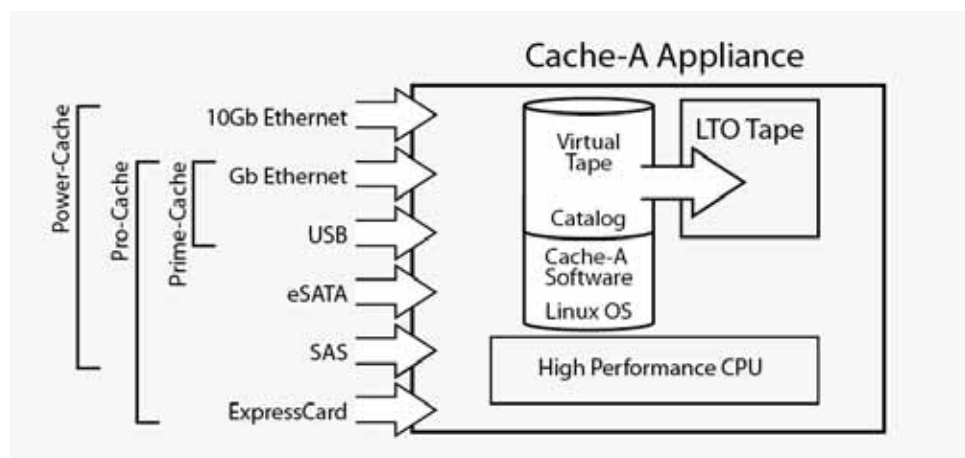 Cache-A Appliance
Power-Cache
Pro-Cache
Prime-Cache
10Gb Ethernet
Gb Ethernet
USB
eSATA
SAS
ExpressCard
Virtual
Tape
Catalog
Cache-A
Software
Linux OS
LTO Tape
High Performance CPU